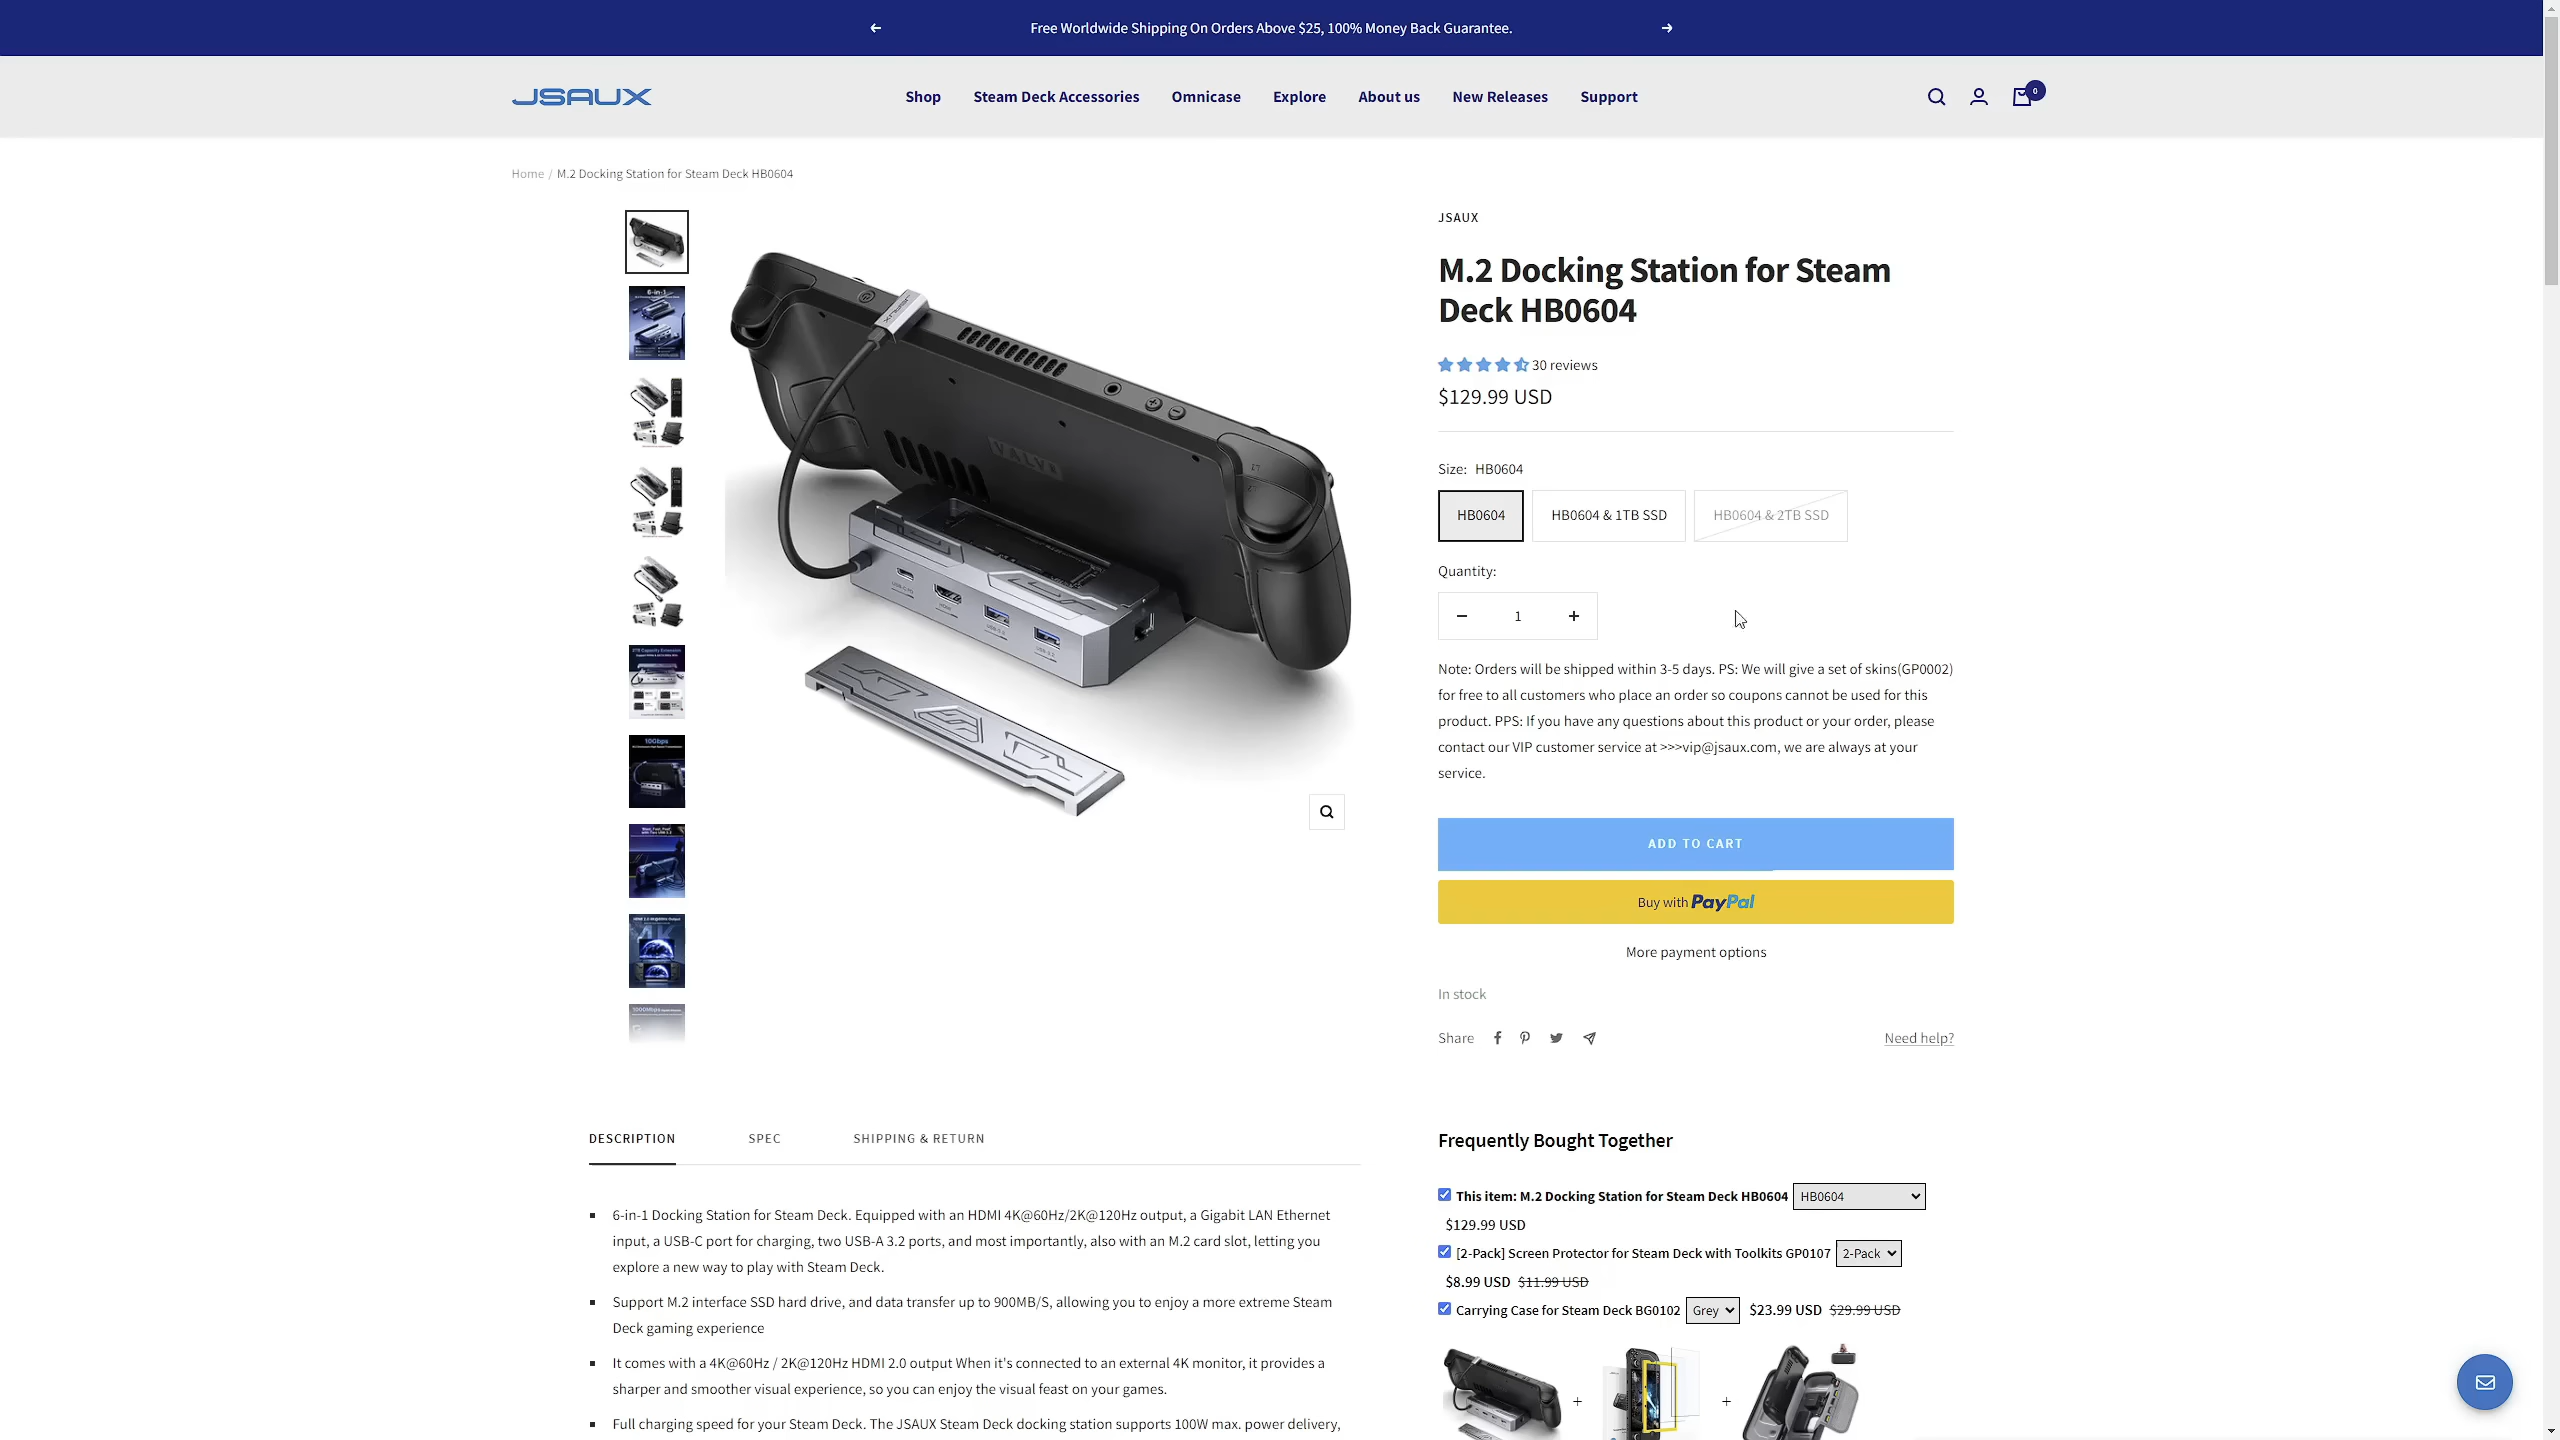 Free Worldwide Shipping On Orders Above $25, 100% Money Back Guarantee.
JSAUX
Shop
Steam Deck Accessories
Omnicase
Explore
About us
New Releases
Support
0
Home / M.2 Docking Station for Steam Deck HB0604
JSAUX
M.2 Docking Station for Steam
Deck HB0604
30 reviews
$129.99 USD
Size: HB0604
HB0604
HB0604 & 1TB SSD
HB0604 & 2TB SSD
Quantity:
1
Note: Orders will be shipped within 3-5 days. PS: We will give a set of skins(GP0002)
for free to all customers who place an order so coupons cannot be used for this
product. PPS: If you have any questions about this product or your order, please
contact our VIP customer service at >>>vip@jsaux.com, we are always at your
service.
ADD TO CART
Buy with PayPal
More payment options
In stock
Share
Need help?
6-in-1
10Gbps
4K
VALVE
JSAUX
HDMI
DESCRIPTION
SPEC
SHIPPING & RETURN
6-in-1 Docking Station for Steam Deck. Equipped with an HDMI 4K@60Hz/2K@120Hz output, a Gigabit LAN Ethernet
input, a USB-C port for charging, two USB-A 3.2 ports, and most importantly, also with an M.2 card slot, letting you
explore a new way to play with Steam Deck.
Support M.2 interface SSD hard drive, and data transfer up to 900MB/S, allowing you to enjoy a more extreme Steam
Deck gaming experience
It comes with a 4K@60Hz / 2K@120Hz HDMI 2.0 output When it's connected to an external 4K monitor, it provides a
sharper and smoother visual experience, so you can enjoy the visual feast on your games.
Full charging speed for your Steam Deck. The JSAUX Steam Deck docking station supports 100W max. power delivery,
Frequently Bought Together
This item: M.2 Docking Station for Steam Deck HB0604 HB0604
$129.99 USD
[2-Pack] Screen Protector for Steam Deck with Toolkits GP0107 2-Pack
$8.99 USD $11.99 USD
Carrying Case for Steam Deck BG0102 Grey $23.99 USD $29.99 USD
+
+